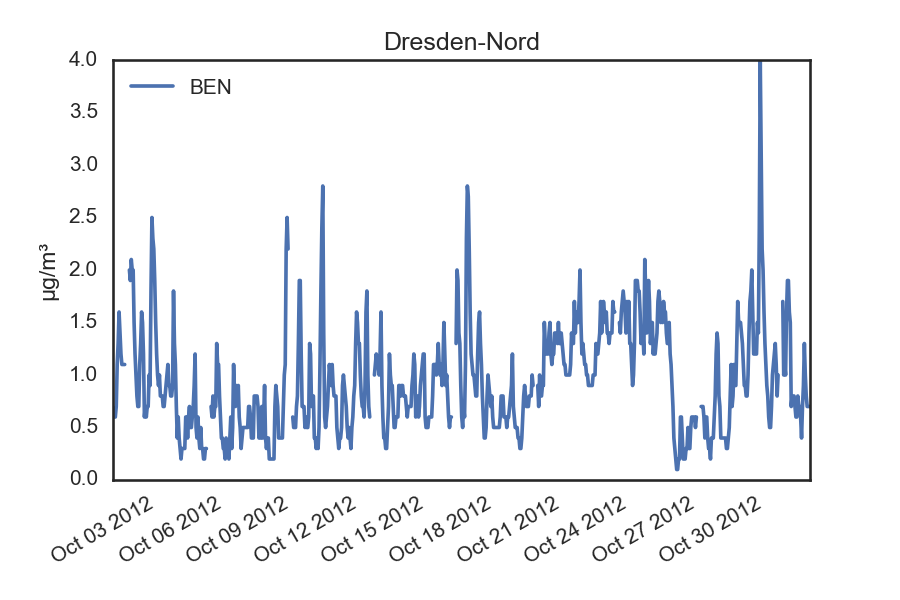 Dresden-Nord
4.0
BEN
3.5
3.0
2.5
µg/m³
2.0
1.5
1.0
0.5
0.0
Oct 03 2012
Oct 06 2012
Oct 09 2012
Oct 12 2012
Oct 15 2012
Oct 18 2012
Oct 21 2012
Oct 24 2012
Oct 27 2012
Oct 30 2012